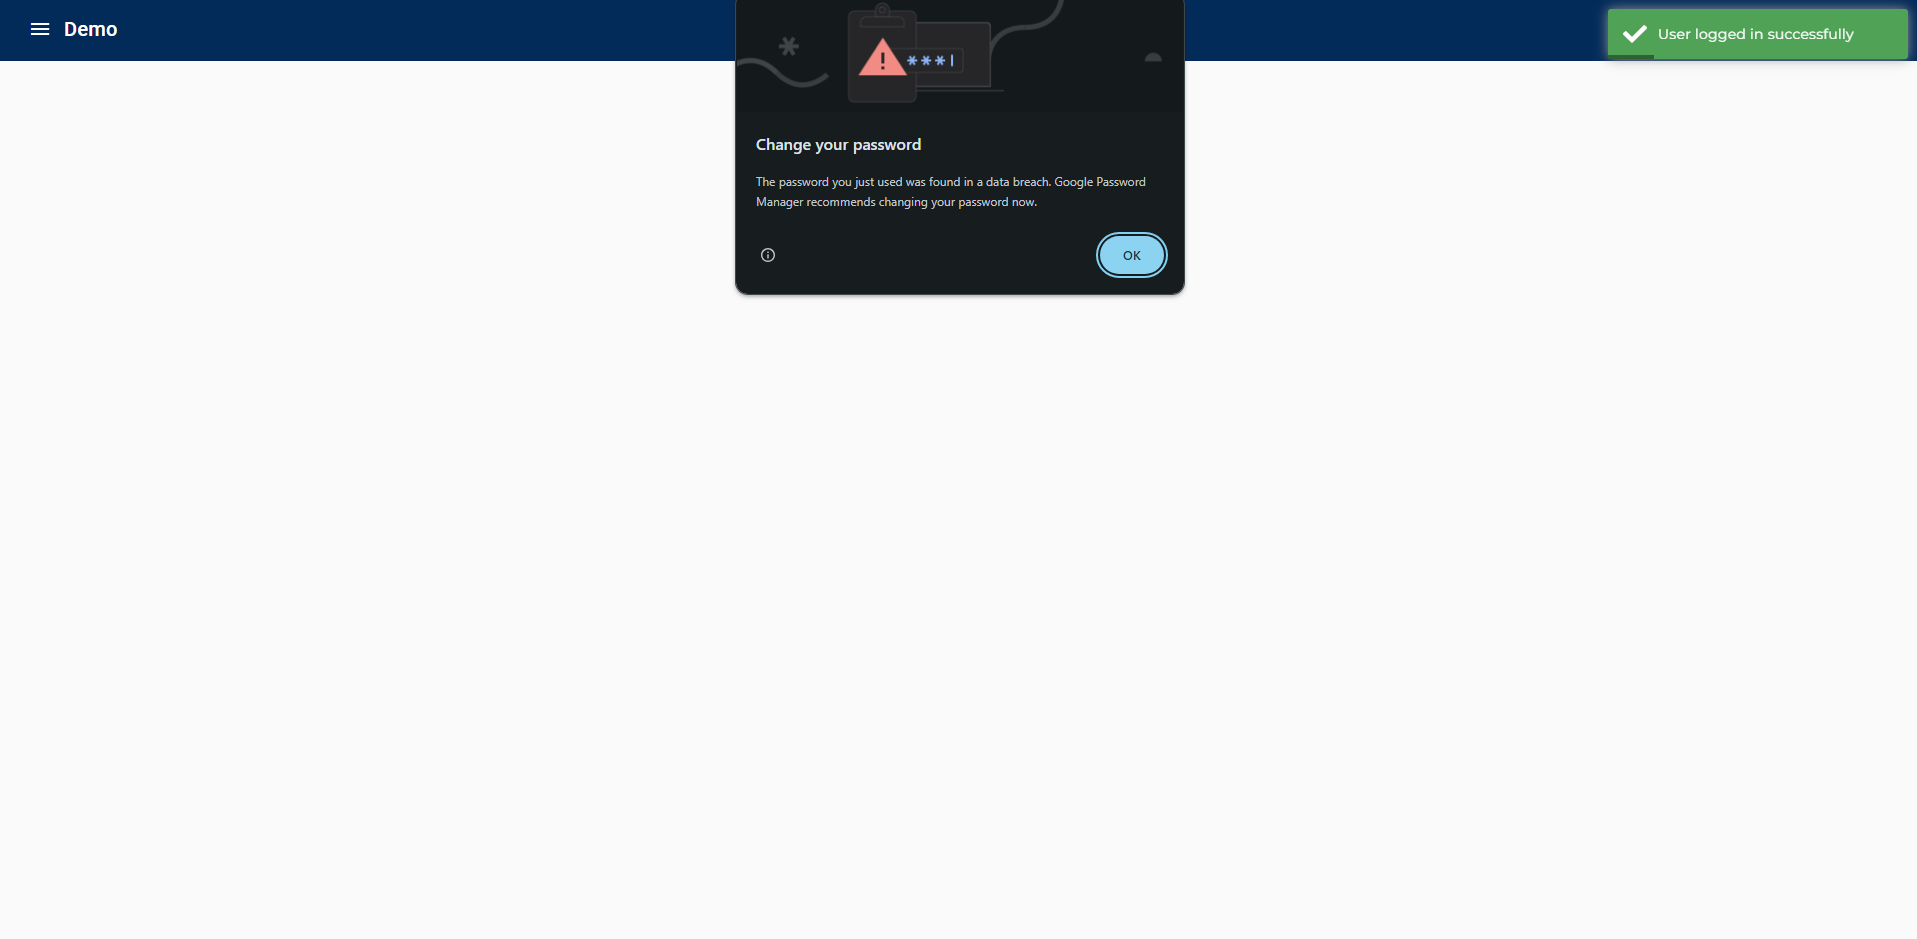 Demo
***|
User logged in successfully
Change your password
The password you just used was found in a data breach. Google Password
Manager recommends changing your password now.
OK